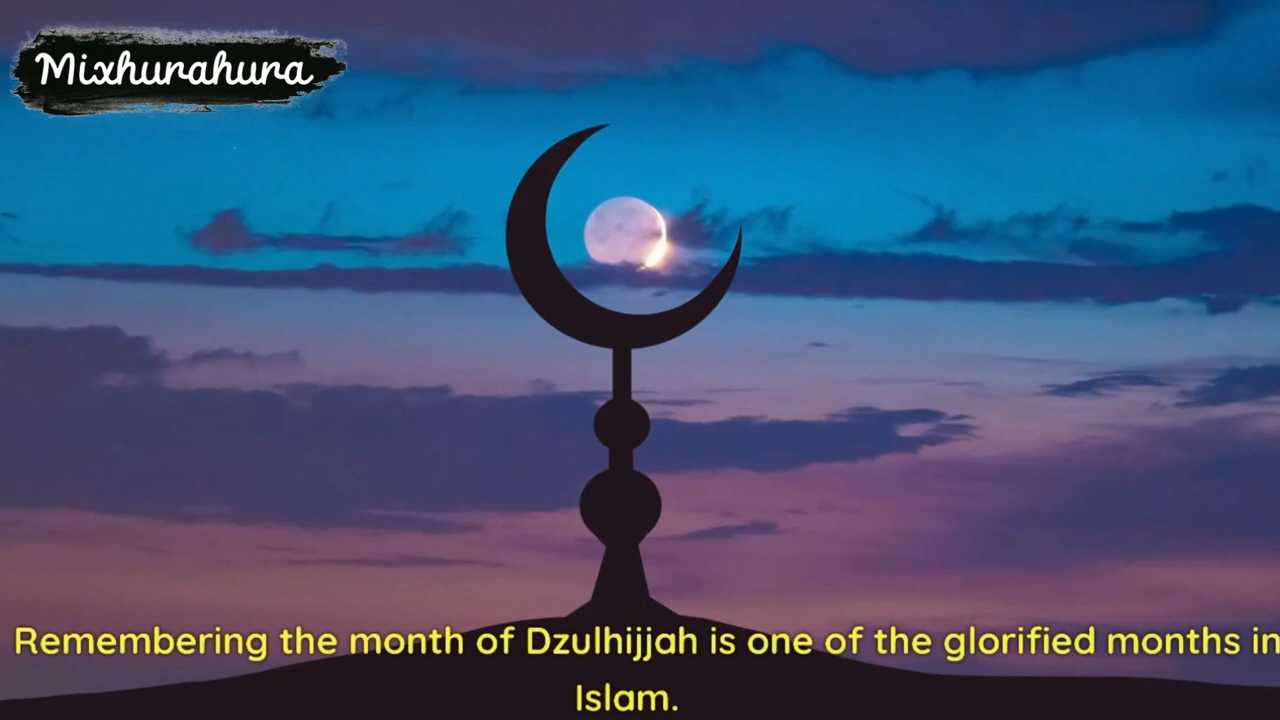 Mixhurahura
Remembering the month of Dzulhijjah is one of the glorified months in
Islam.